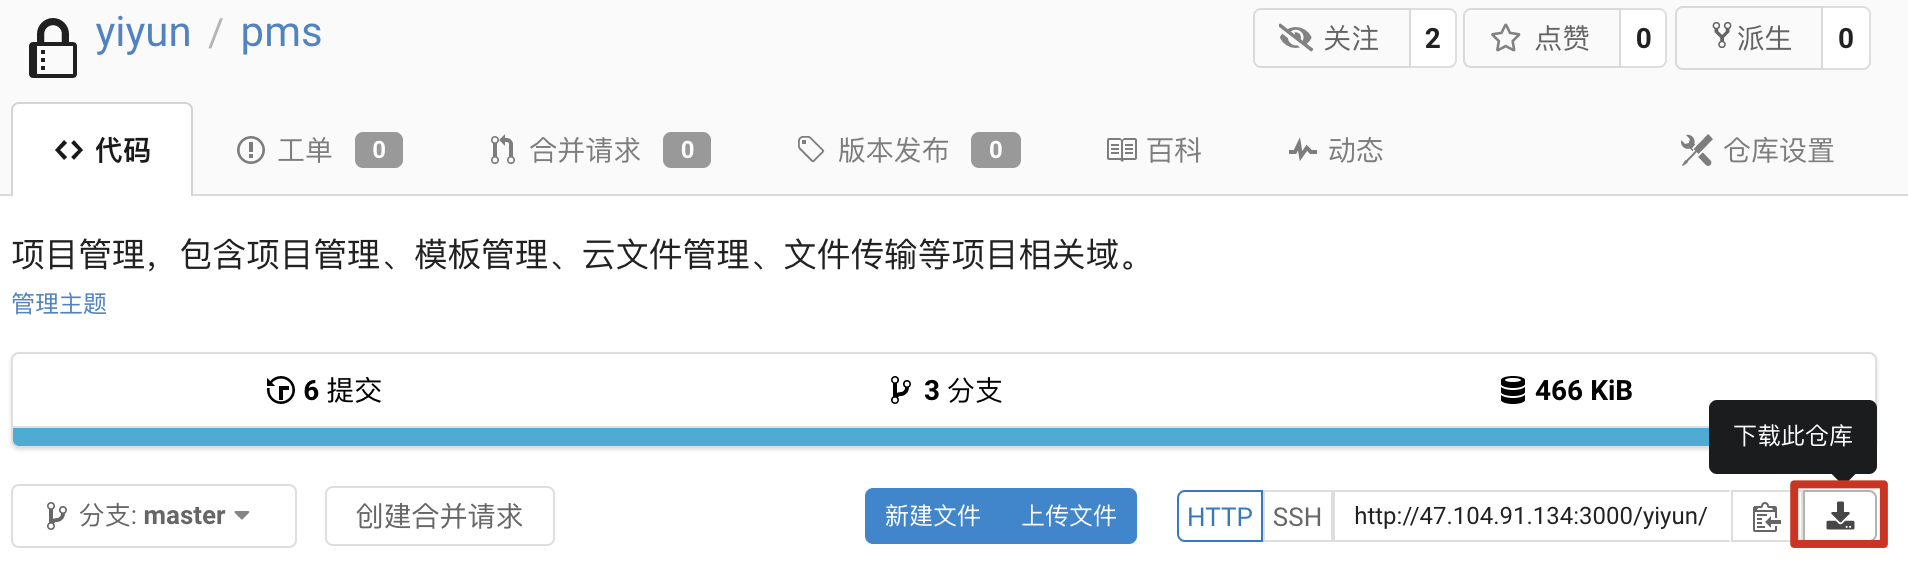 yiyun / pms
关注 2 点赞 0 派生 0
代码 工单 0 合并请求 0 版本发布 0 百科 动态 仓库设置
项目管理，包含项目管理、模板管理、云文件管理、文件传输等项目相关域。
管理主题
6 提交 3 分支 466 KiB
下载此仓库
分支: master 创建合并请求 新建文件 上传文件 HTTP SSH http://47.104.91.134:3000/yiyun/